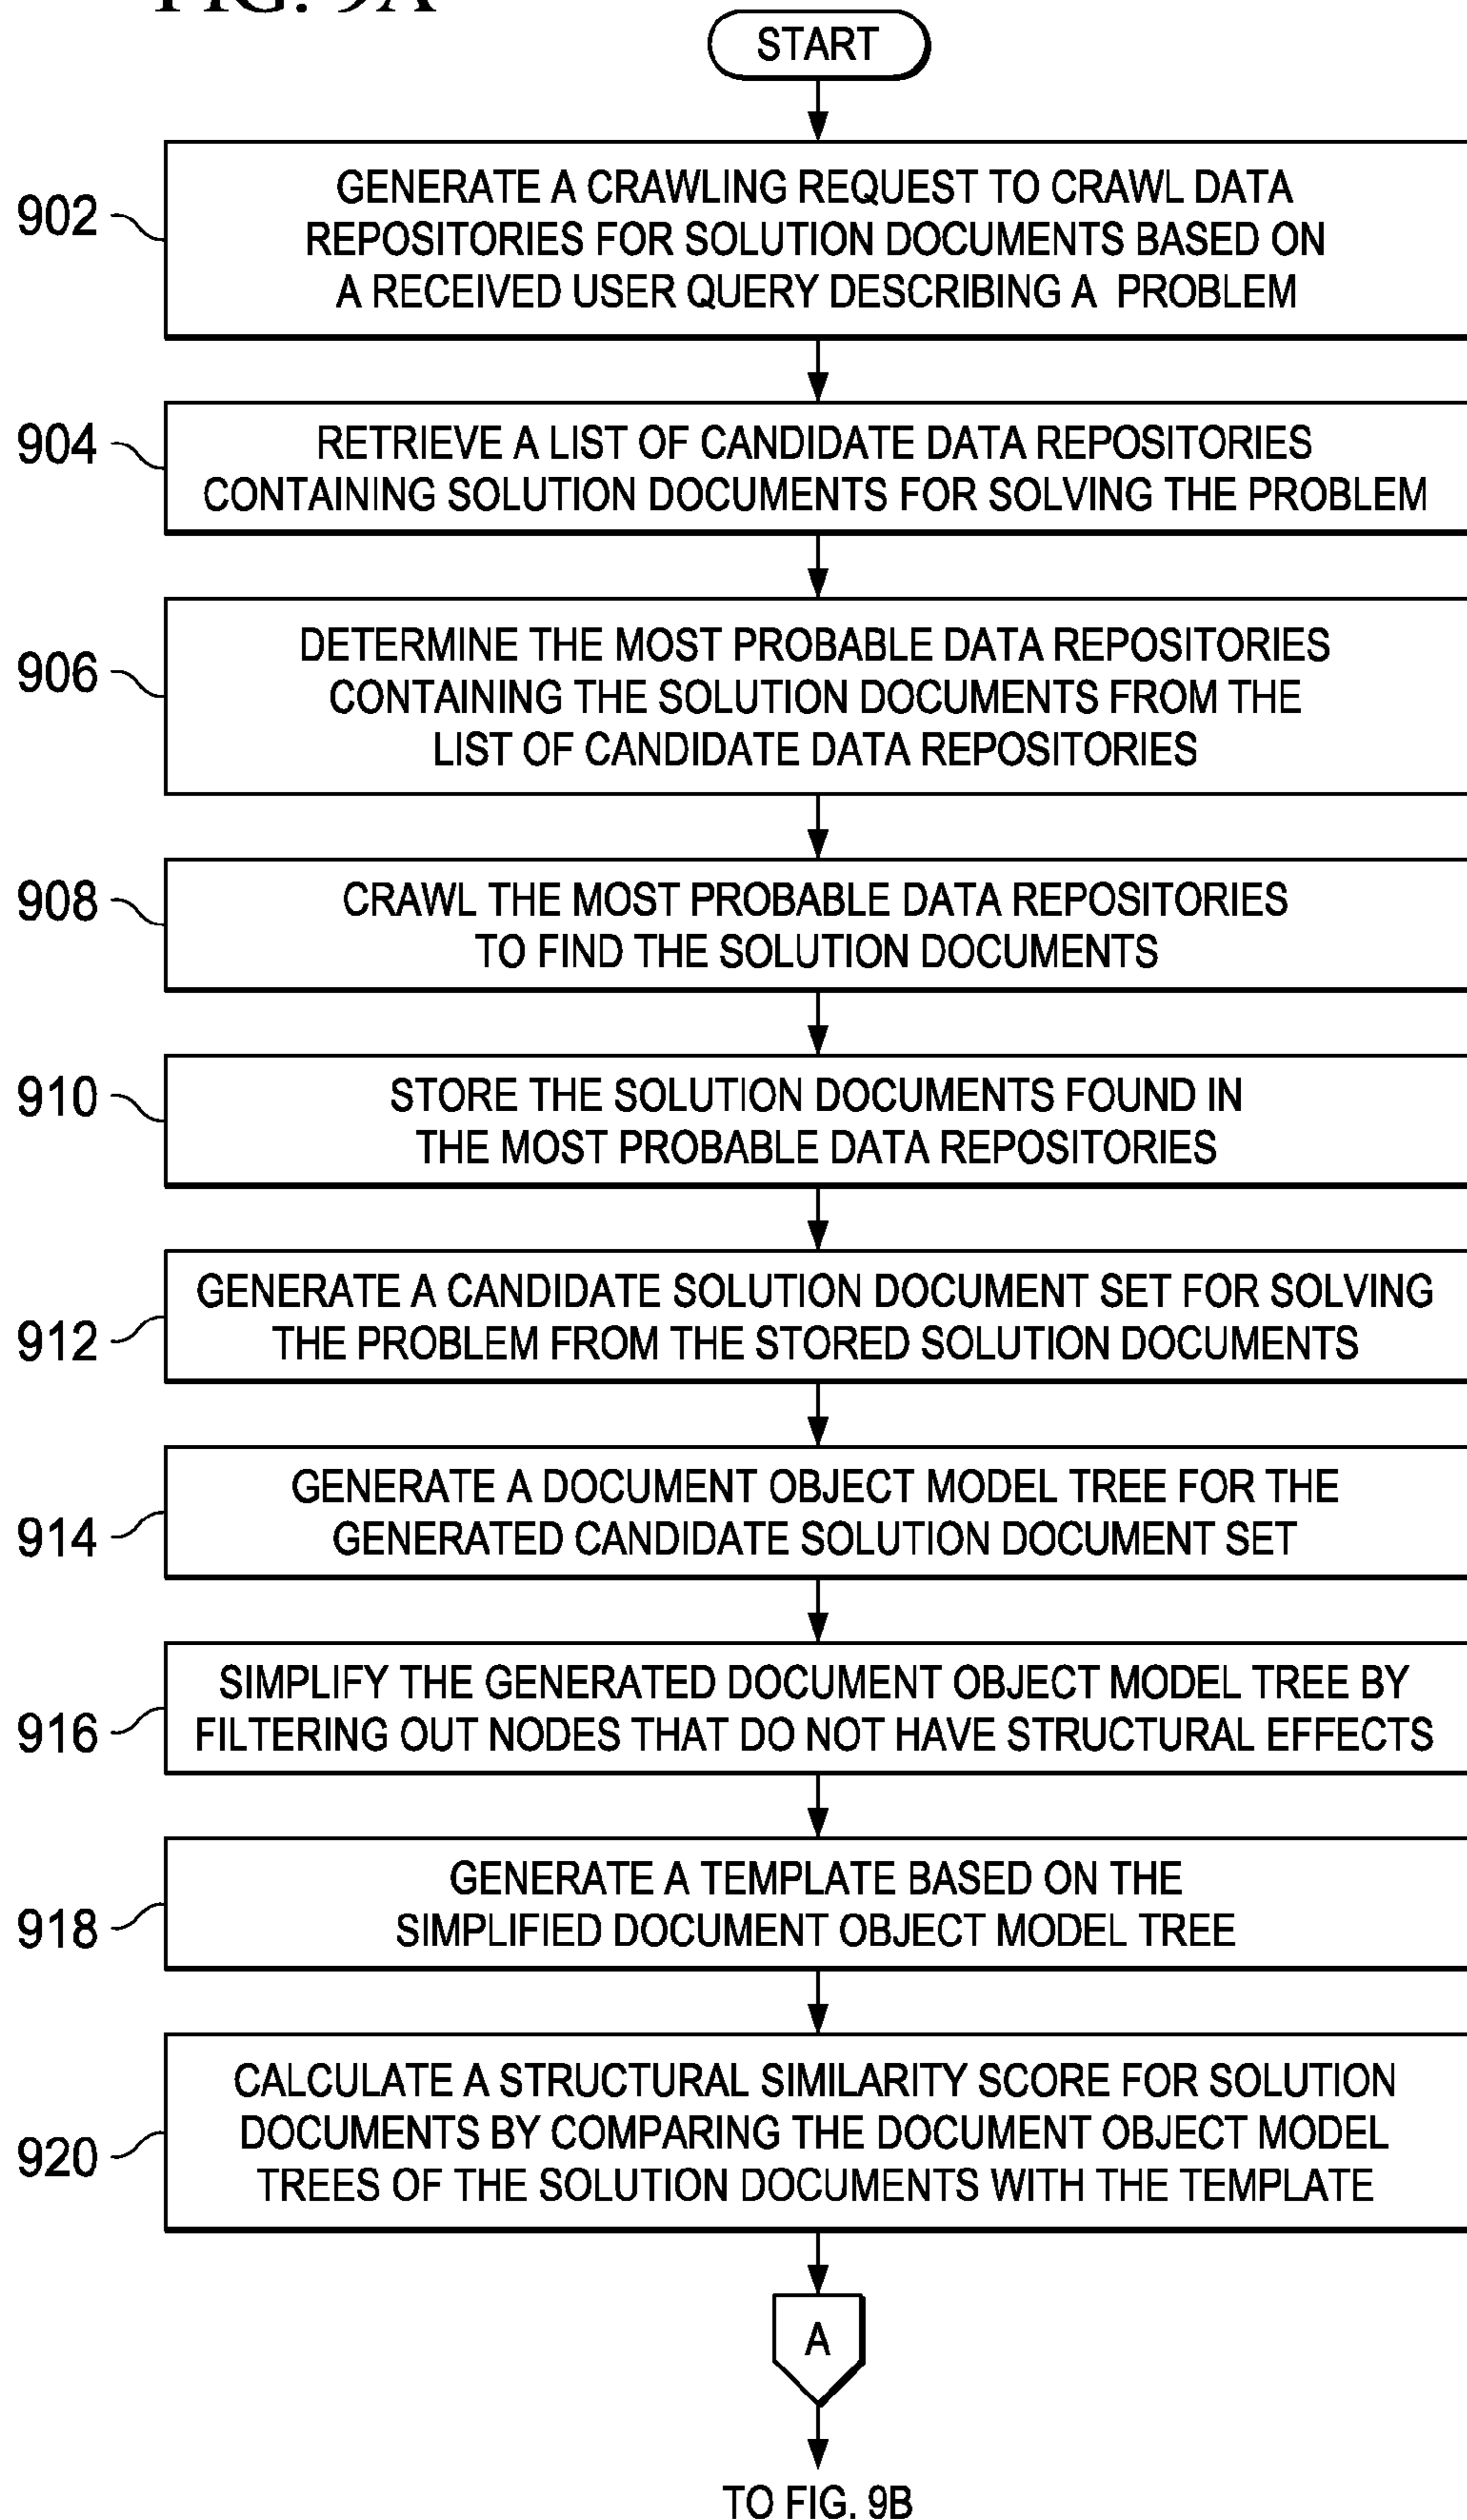 FIG. 9A
START
902
GENERATE A CRAWLING REQUEST TO CRAWL DATA
REPOSITORIES FOR SOLUTION DOCUMENTS BASED ON
A RECEIVED USER QUERY DESCRIBING A PROBLEM
904
RETRIEVE A LIST OF CANDIDATE DATA REPOSITORIES
CONTAINING SOLUTION DOCUMENTS FOR SOLVING THE PROBLEM
906
DETERMINE THE MOST PROBABLE DATA REPOSITORIES
CONTAINING THE SOLUTION DOCUMENTS FROM THE
LIST OF CANDIDATE DATA REPOSITORIES
908
CRAWL THE MOST PROBABLE DATA REPOSITORIES
TO FIND THE SOLUTION DOCUMENTS
910
STORE THE SOLUTION DOCUMENTS FOUND IN
THE MOST PROBABLE DATA REPOSITORIES
912
GENERATE A CANDIDATE SOLUTION DOCUMENT SET FOR SOLVING
THE PROBLEM FROM THE STORED SOLUTION DOCUMENTS
914
GENERATE A DOCUMENT OBJECT MODEL TREE FOR THE
GENERATED CANDIDATE SOLUTION DOCUMENT SET
916
SIMPLIFY THE GENERATED DOCUMENT OBJECT MODEL TREE BY
FILTERING OUT NODES THAT DO NOT HAVE STRUCTURAL EFFECTS
918
GENERATE A TEMPLATE BASED ON THE
SIMPLIFIED DOCUMENT OBJECT MODEL TREE
920
CALCULATE A STRUCTURAL SIMILARITY SCORE FOR SOLUTION
DOCUMENTS BY COMPARING THE DOCUMENT OBJECT MODEL
TREES OF THE SOLUTION DOCUMENTS WITH THE TEMPLATE
A
TO FIG. 9B